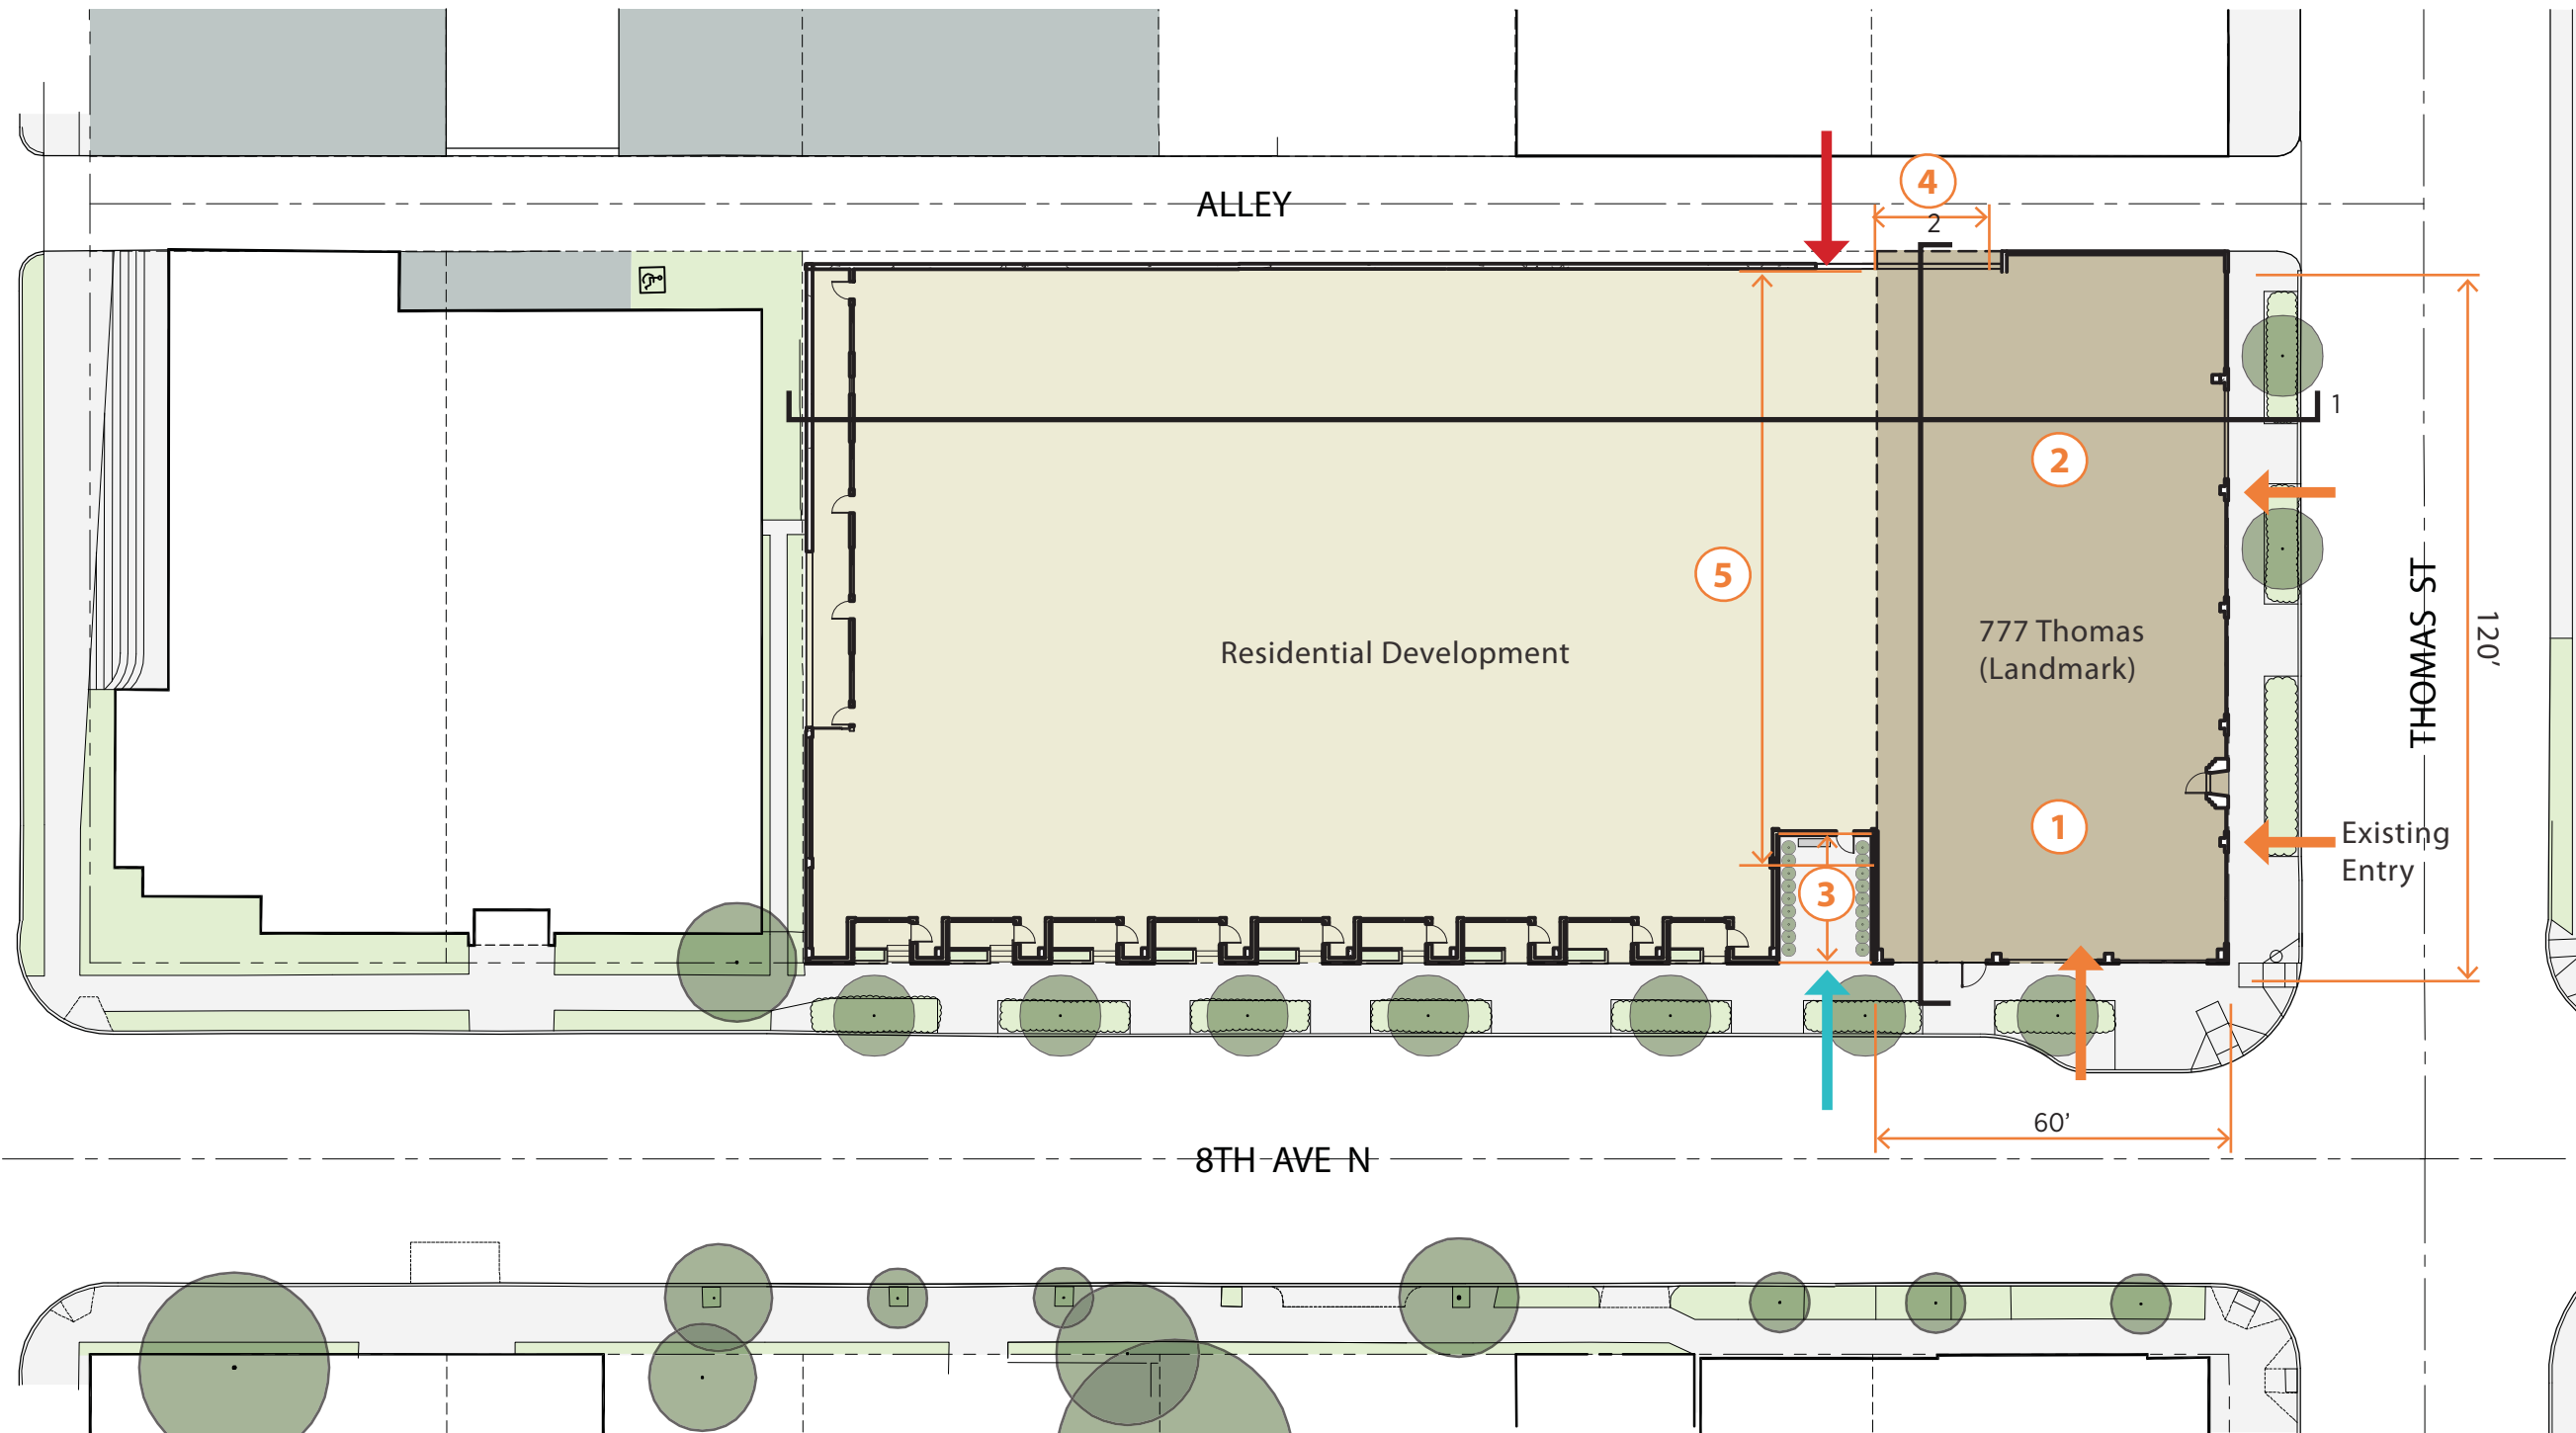 ALLEY
4
2
1
2
5
Residential Development
777 Thomas
(Landmark)
THOMAS ST
120’
1
Existing
Entry
3
60’
8TH AVE N